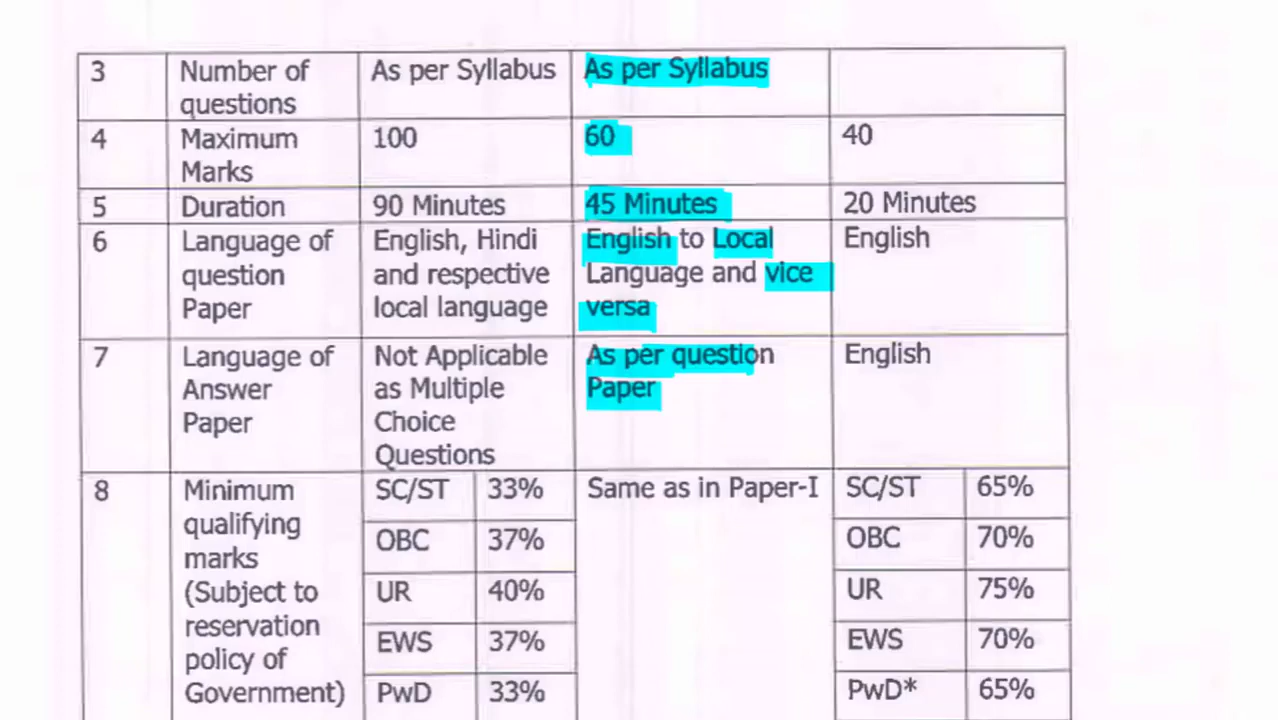 3 Number of questions As per Syllabus As per Syllabus
4 Maximum Marks 100 60 40
5 Duration 90 Minutes 45 Minutes 20 Minutes
6 Language of question Paper English, Hindi and respective local language English to Local Language and vice versa English
7 Language of Answer Paper Not Applicable as Multiple Choice Questions As per question Paper English
8 Minimum qualifying marks (Subject to reservation policy of Government) SC/ST 33% Same as in Paper-I SC/ST 65%
OBC 37% OBC 70%
UR 40% UR 75%
EWS 37% EWS 70%
PwD 33% PwD* 65%